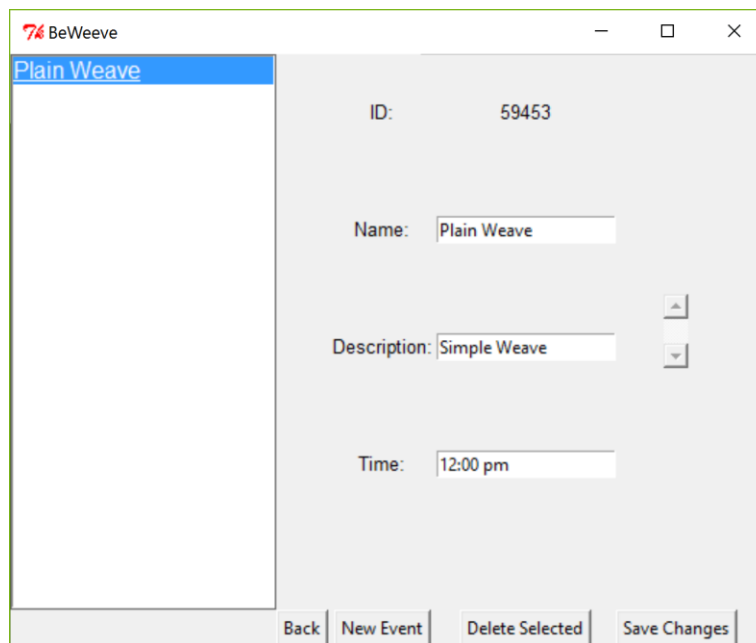 BeWeeve
Plain Weave
ID: 59453
Name: Plain Weave
Description: Simple Weave
Time: 12:00 pm
Back New Event Delete Selected Save Changes